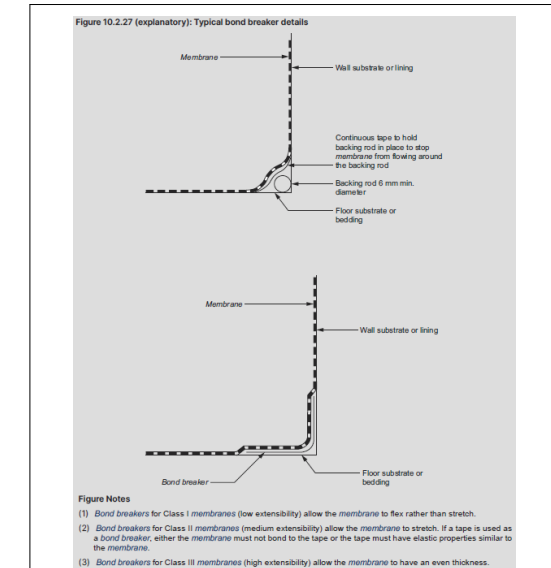 Figure 10.2.27 (explanatory): Typical bond breaker details
Membrane
Wall substrate or lining
Continuous tape to hold
backing rod in place to stop
membrane from flowing around
the backing rod
Backing rod 6 mm min.
diameter
Floor substrate or
bedding
Membrane
Wall substrate or lining
Floor substrate or
bedding
Bond breaker
Figure Notes
(1) Bond breakers for Class I membranes (low extensibility) allow the membrane to flex rather than stretch.
(2) Bond breakers for Class II membranes (medium extensibility) allow the membrane to stretch. If a tape is used as
a bond breaker, either the membrane must not bond to the tape or the tape must have elastic properties similar to
the membrane.
(3) Bond breakers for Class III membranes (high extensibility) allow the membrane to have an even thickness.